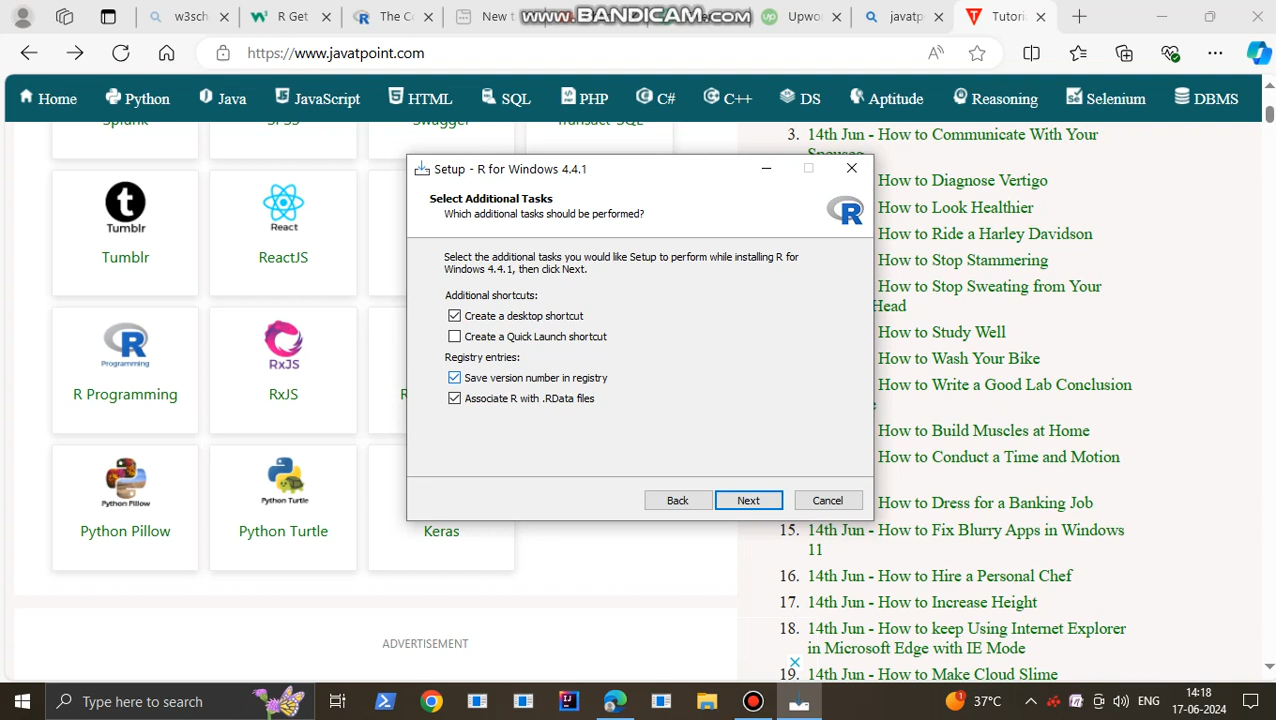 w3sch
R Get
The C
New t
www.BANDICAM.com
Upwo
javatp
Tutori
https://www.javatpoint.com
Home
Python
Java
JavaScript
HTML
SQL
PHP
C#
C++
DS
Aptitude
Reasoning
Selenium
DBMS
Splunk
SPSS
Swagger
Transact-SQL
Tumblr
ReactJS
R Programming
RxJS
Python Pillow
Python Turtle
Keras
ADVERTISEMENT
Setup - R for Windows 4.4.1
Select Additional Tasks
Which additional tasks should be performed?
Select the additional tasks you would like Setup to perform while installing R for
Windows 4.4.1, then click Next.
Additional shortcuts:
Create a desktop shortcut
Create a Quick Launch shortcut
Registry entries:
Save version number in registry
Associate R with .RData files
Back
Next
Cancel
3. 14th Jun - How to Communicate With Your
Spouses
How to Diagnose Vertigo
How to Look Healthier
How to Ride a Harley Davidson
How to Stop Stammering
How to Stop Sweating from Your
Head
How to Study Well
How to Wash Your Bike
How to Write a Good Lab Conclusion
How to Build Muscles at Home
How to Conduct a Time and Motion
How to Dress for a Banking Job
15. 14th Jun - How to Fix Blurry Apps in Windows
11
16. 14th Jun - How to Hire a Personal Chef
17. 14th Jun - How to Increase Height
18. 14th Jun - How to keep Using Internet Explorer
in Microsoft Edge with IE Mode
19. 14th Jun - How to Make Cloud Slime
Type here to search
37°C
ENG
14:18
17-06-2024